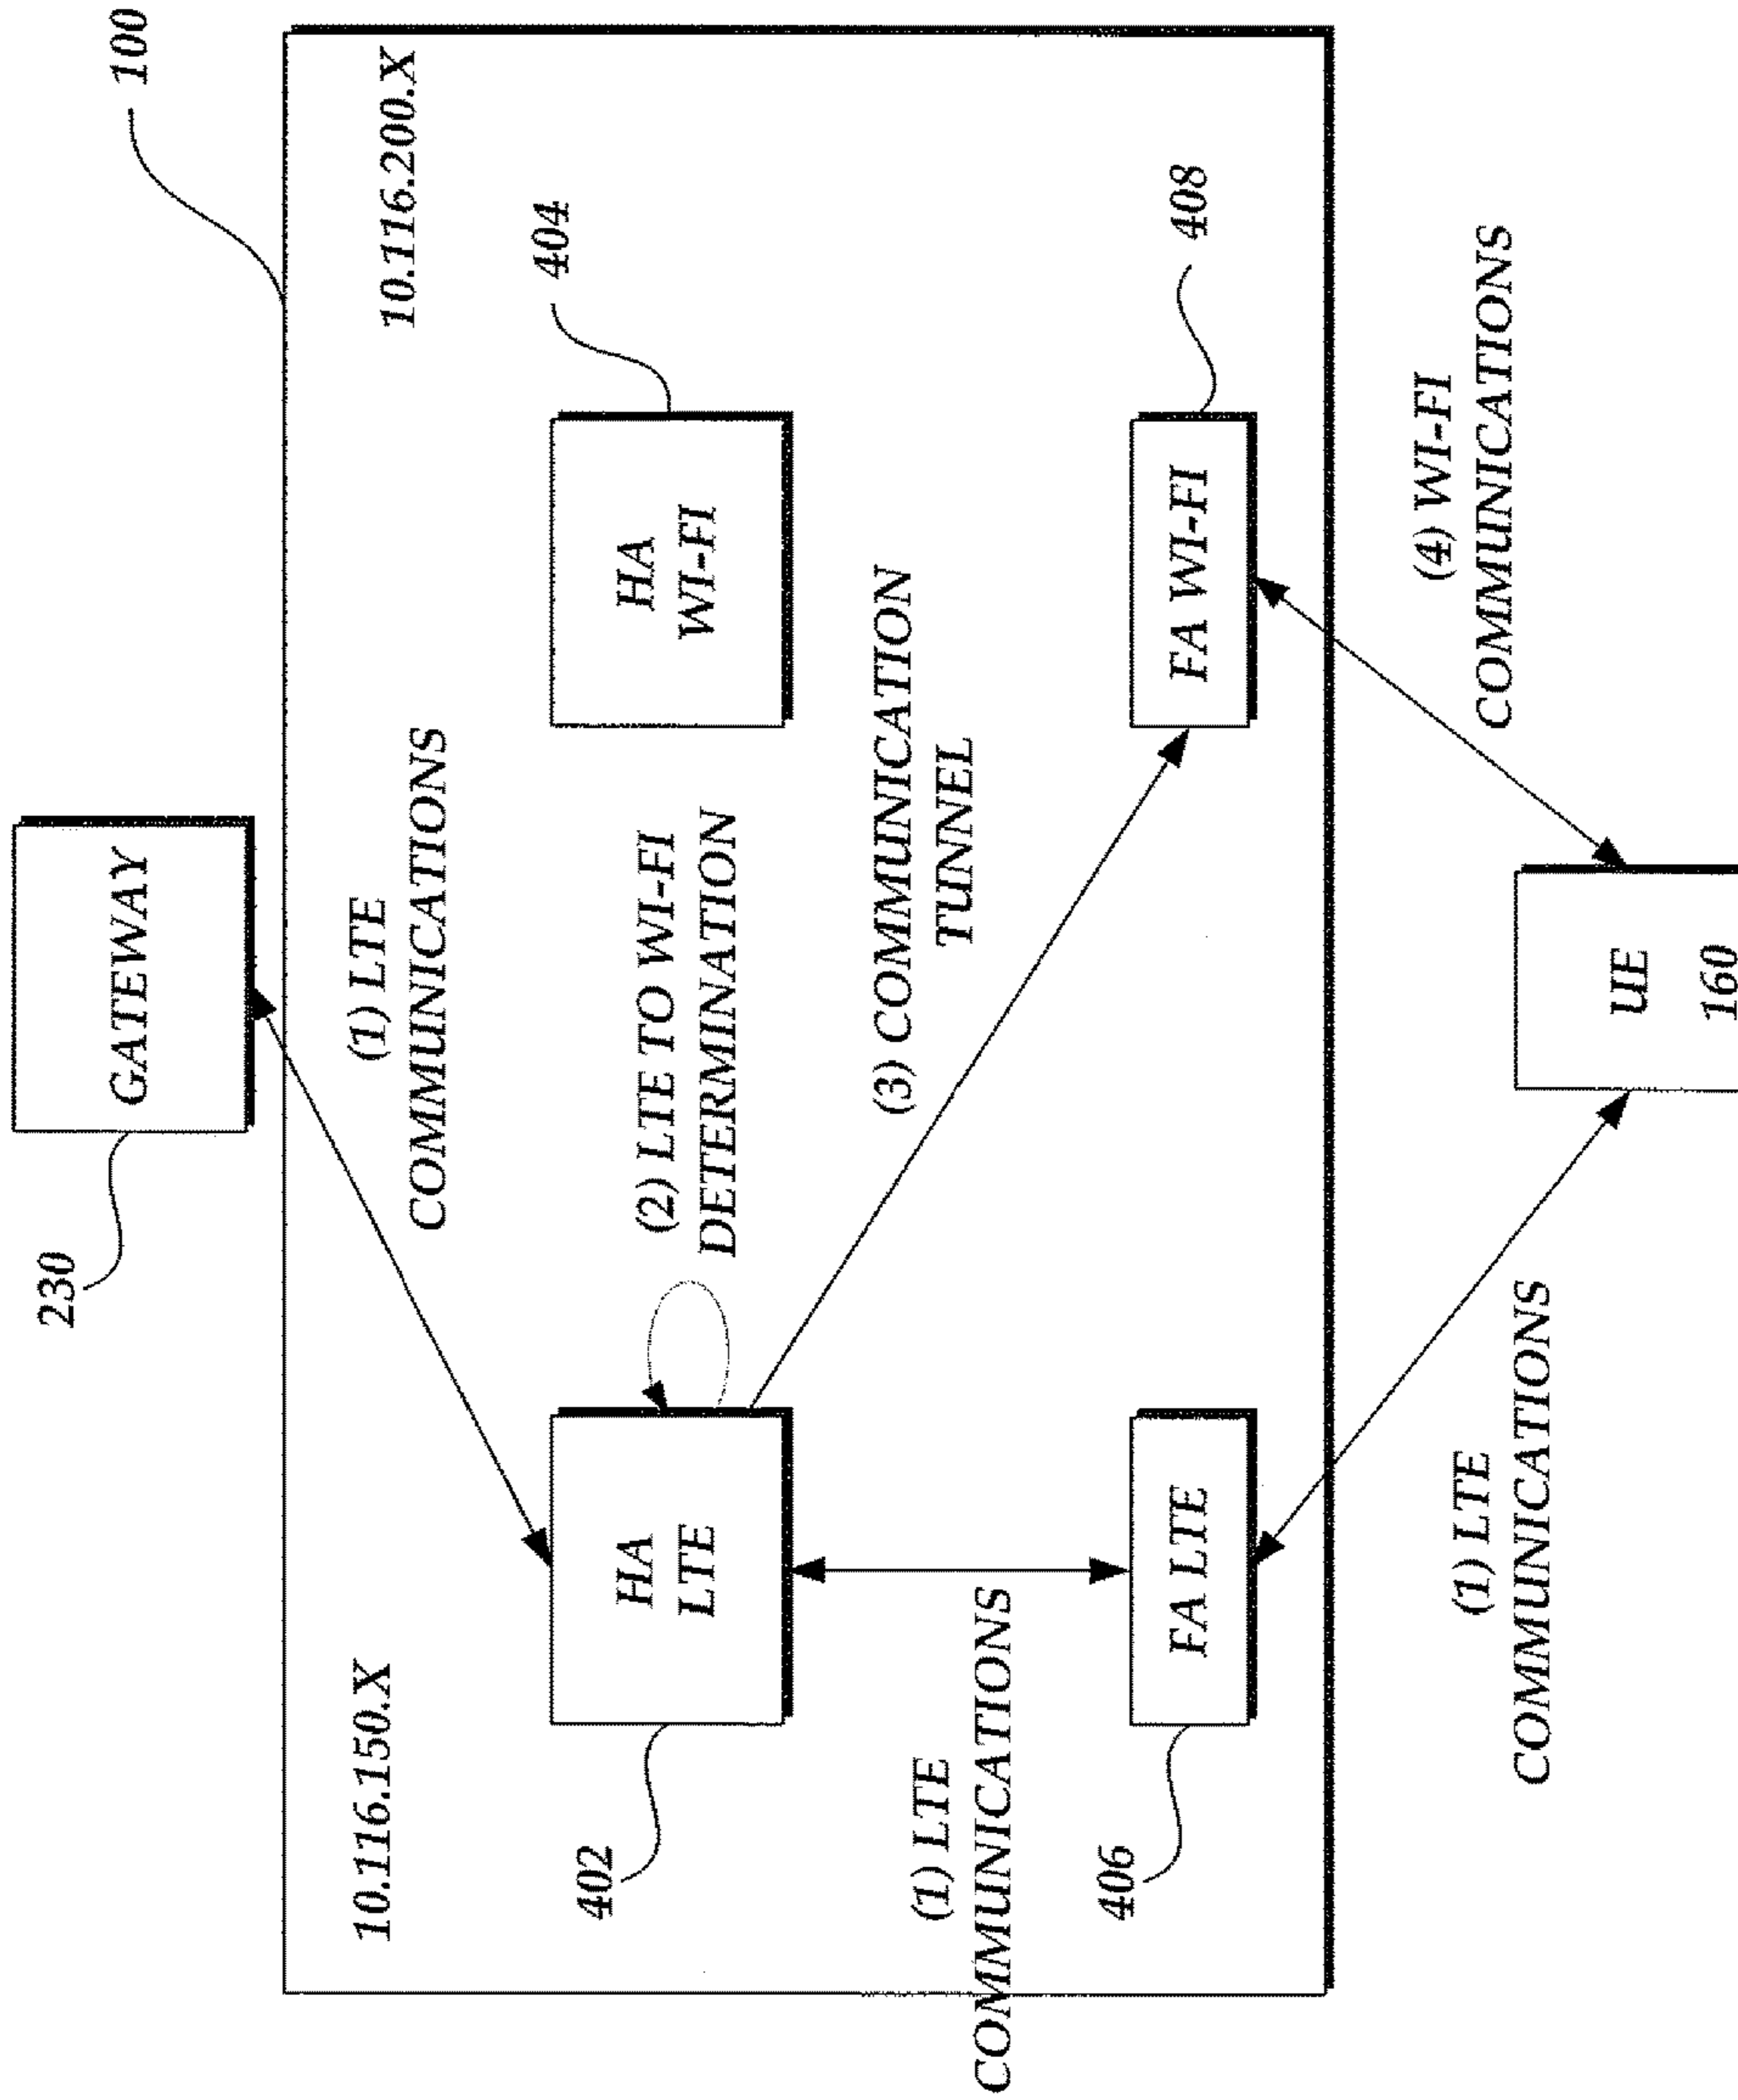 GATEWAY
230
100
10.116.150.X
(1) LTE
COMMUNICATIONS
10.116.200.X
402
HA
LTE
(2) LTE TO WI-FI
DETERMINATION
HA
WI-FI
404
(1) LTE
COMMUNICATIONS
(3) COMMUNICATION
TUNNEL
406
FA LTE
FA WI-FI
408
(1) LTE
COMMUNICATIONS
(4) WI-FI
COMMUNICATIONS
UE
160